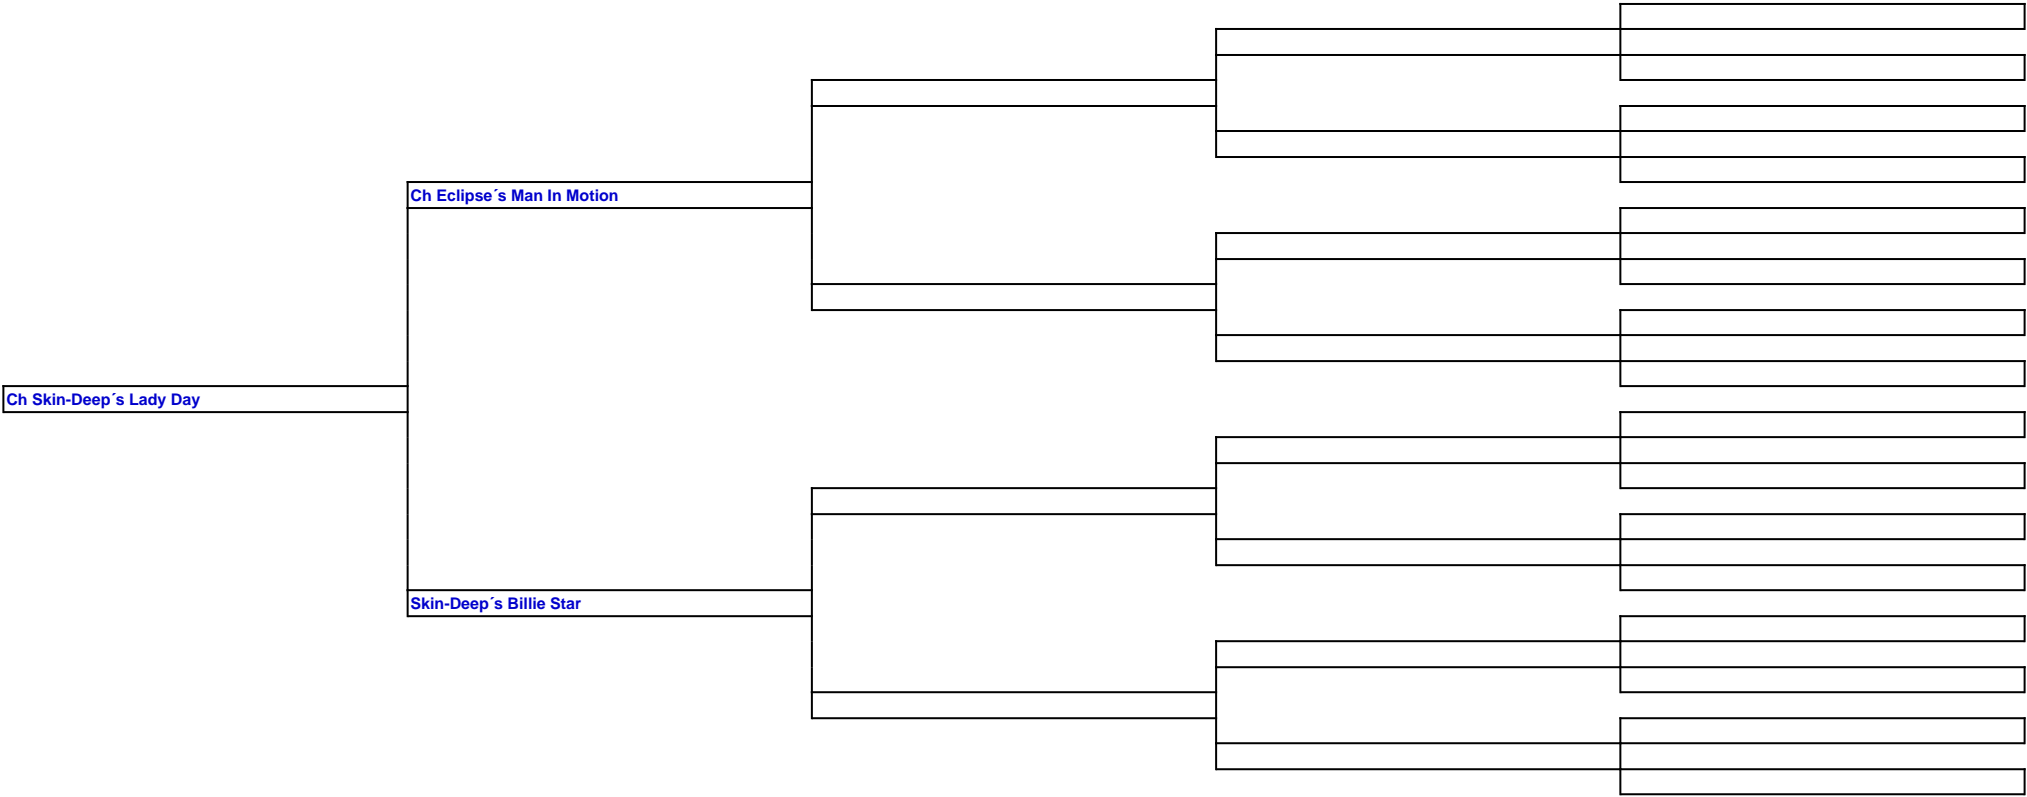 Ch Eclipse´s Man In Motion
Ch Skin-Deep´s Lady Day
Skin-Deep´s Billie Star